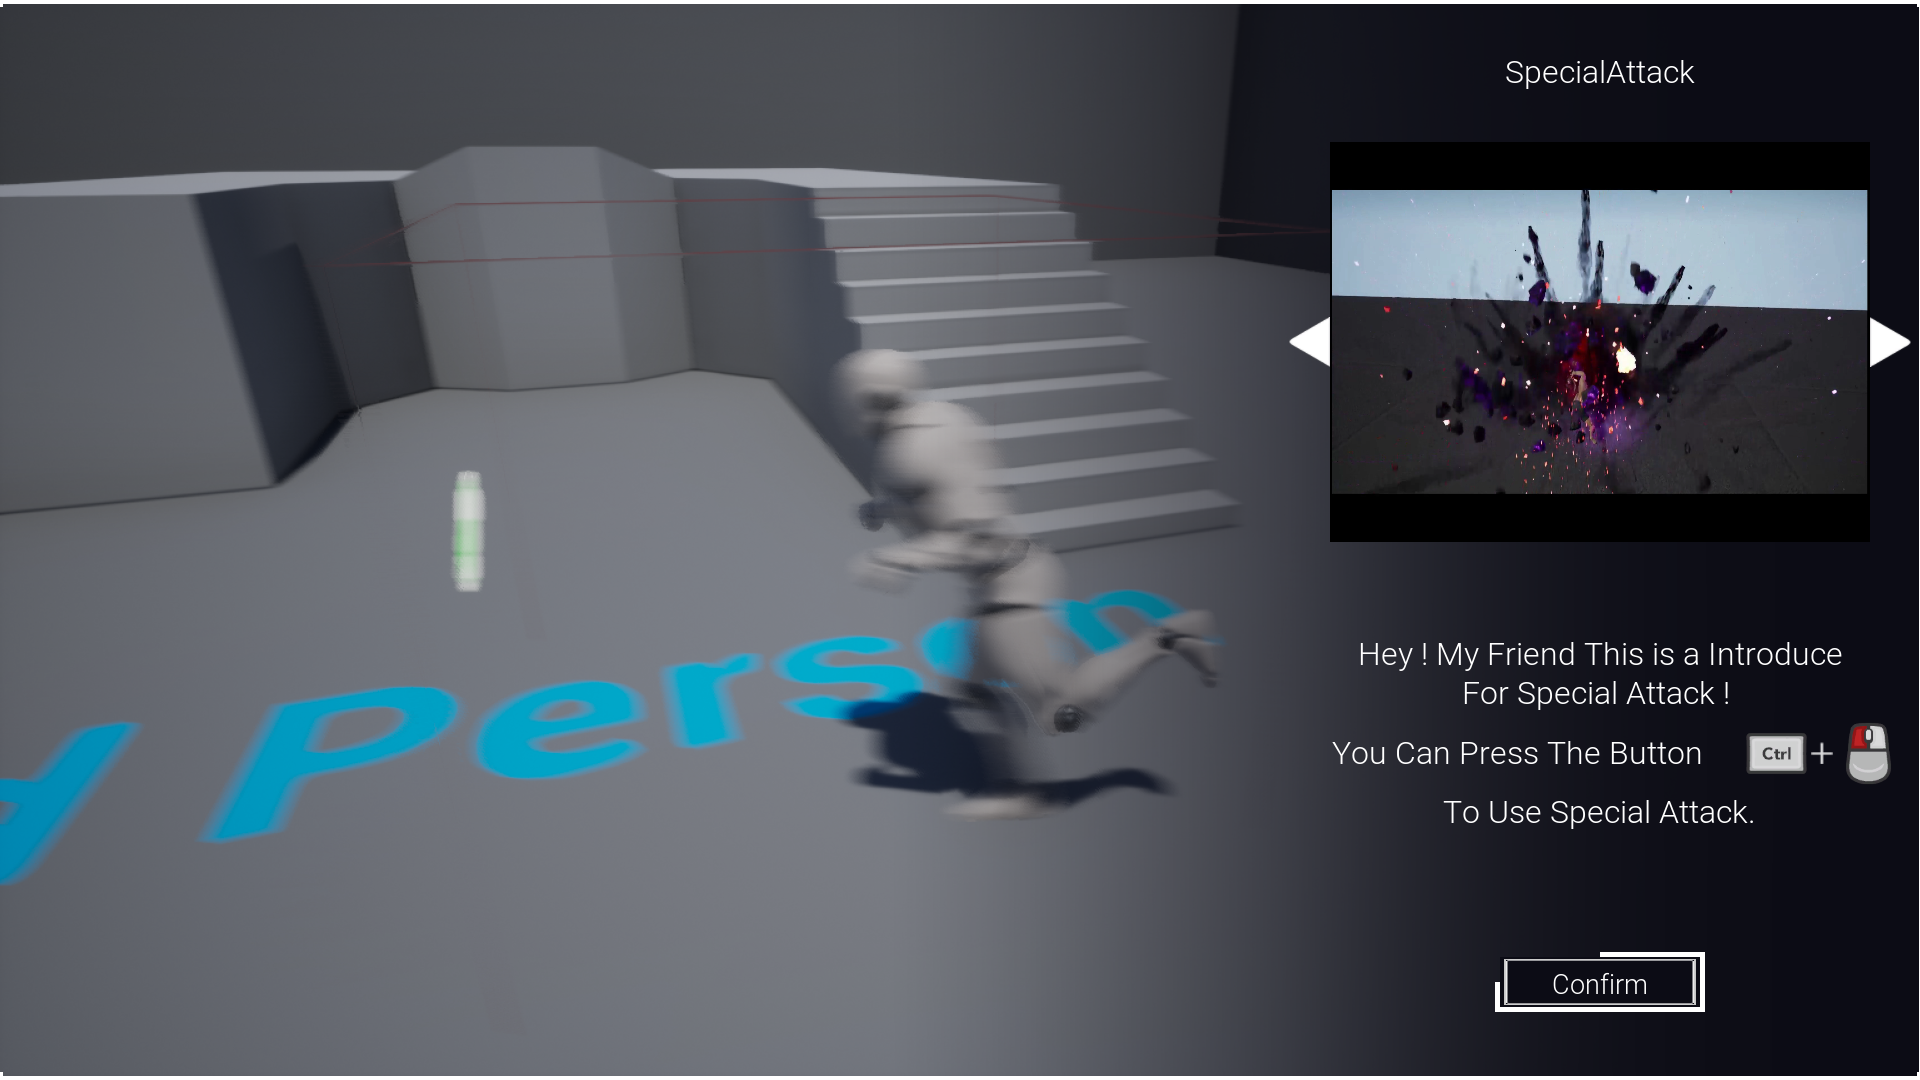 SpecialAttack
d Person
Hey ! My Friend This is a Introduce
For Special Attack !
You Can Press The Button Ctrl +
To Use Special Attack.
Confirm